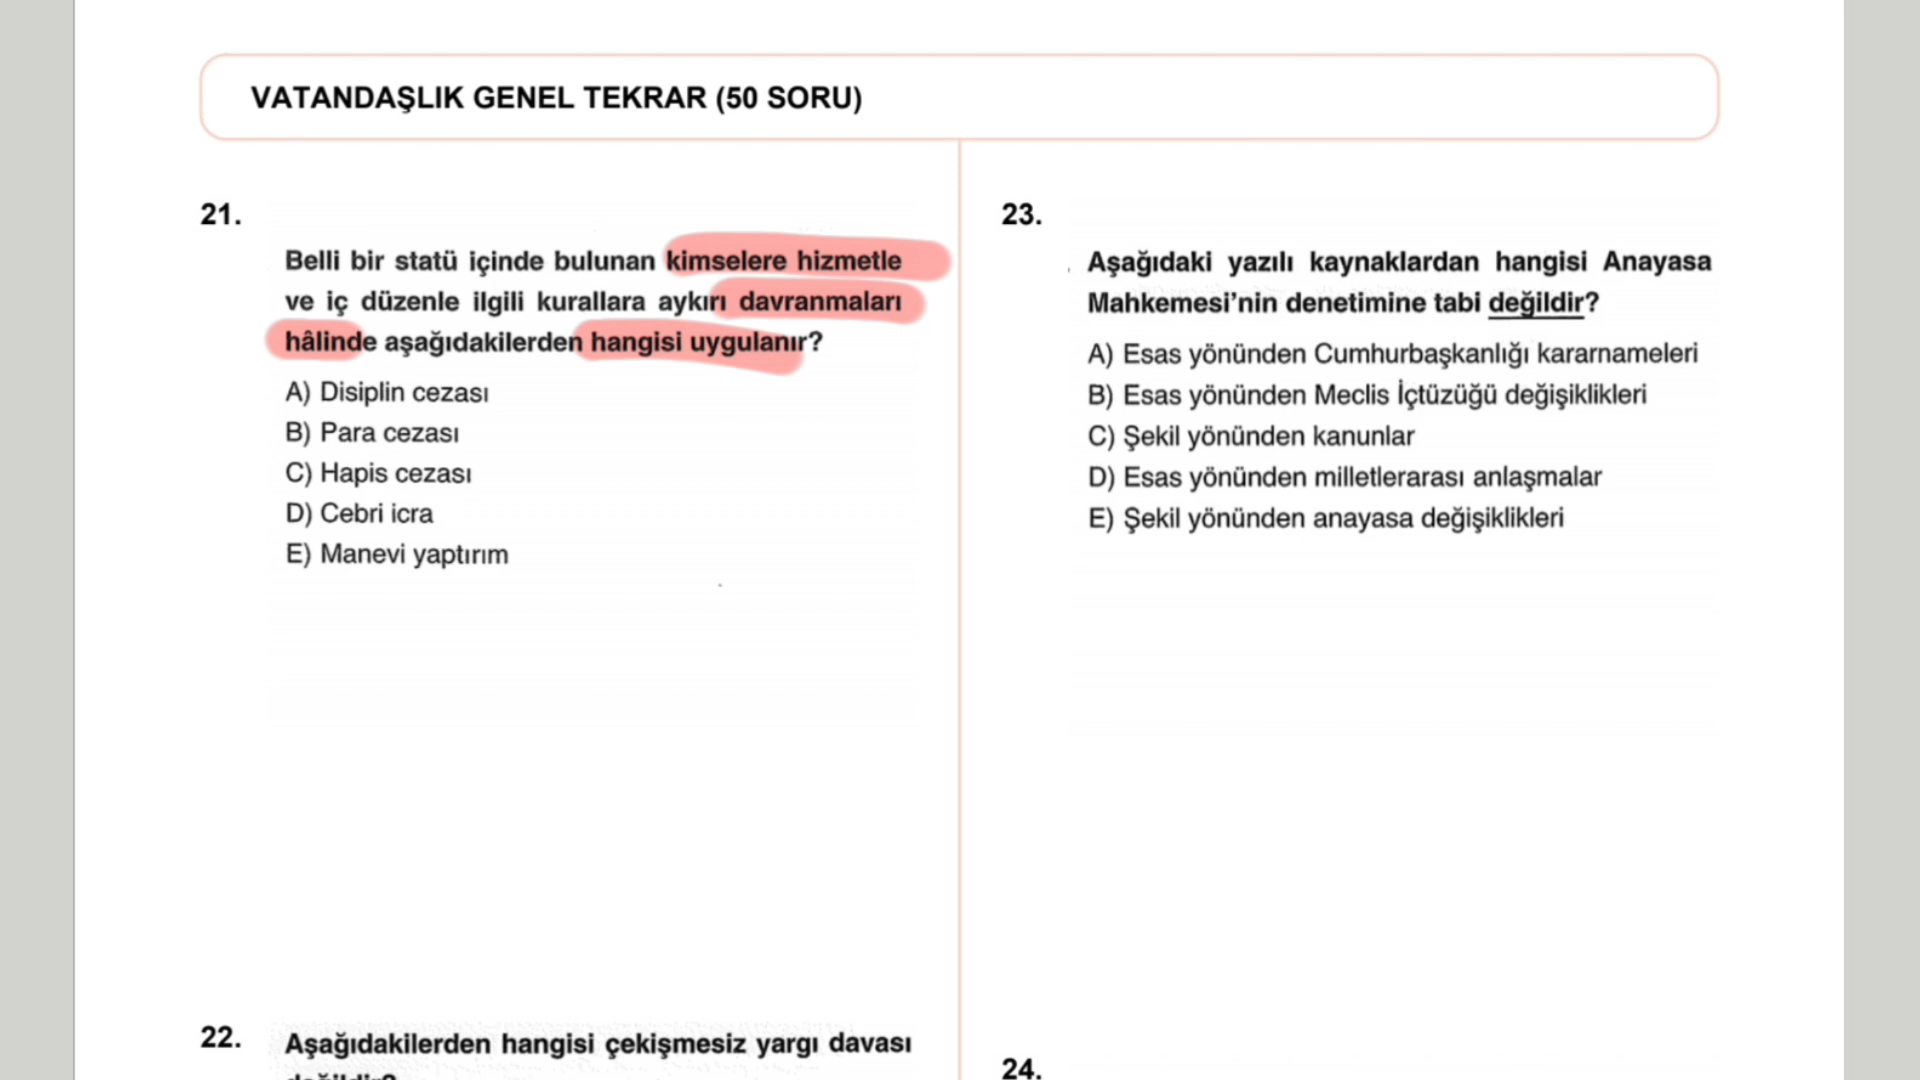 VATANDAŞLIK GENEL TEKRAR (50 SORU)
21.
Belli bir statü içinde bulunan kimselere hizmetle
ve iç düzenle ilgili kurallara aykırı davranmaları
hâlinde aşağıdakilerden hangisi uygulanır?
A) Disiplin cezası
B) Para cezası
C) Hapis cezası
D) Cebri icra
E) Manevi yaptırım
22.
Aşağıdakilerden hangisi çekişmesiz yargı davası
değildir?
23.
Aşağıdaki yazılı kaynaklardan hangisi Anayasa
Mahkemesi'nin denetimine tabi değildir?
A) Esas yönünden Cumhurbaşkanlığı kararnameleri
B) Esas yönünden Meclis İçtüzüğü değişiklikleri
C) Şekil yönünden kanunlar
D) Esas yönünden milletlerarası anlaşmalar
E) Şekil yönünden anayasa değişiklikleri
24.